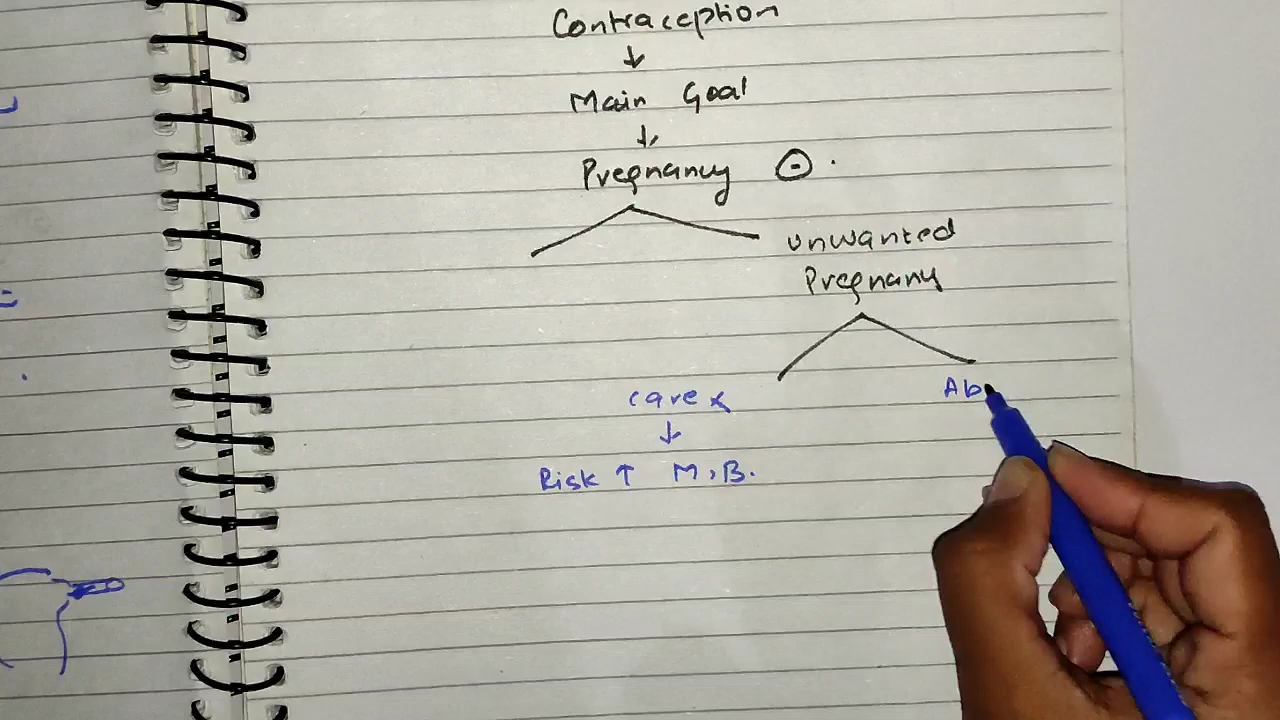 Contraception
↓
Main Goal
↓
Pregnancy ⊖ .
unwanted
Pregnany
care x
↓
Risk ↑ M, B.
Ab